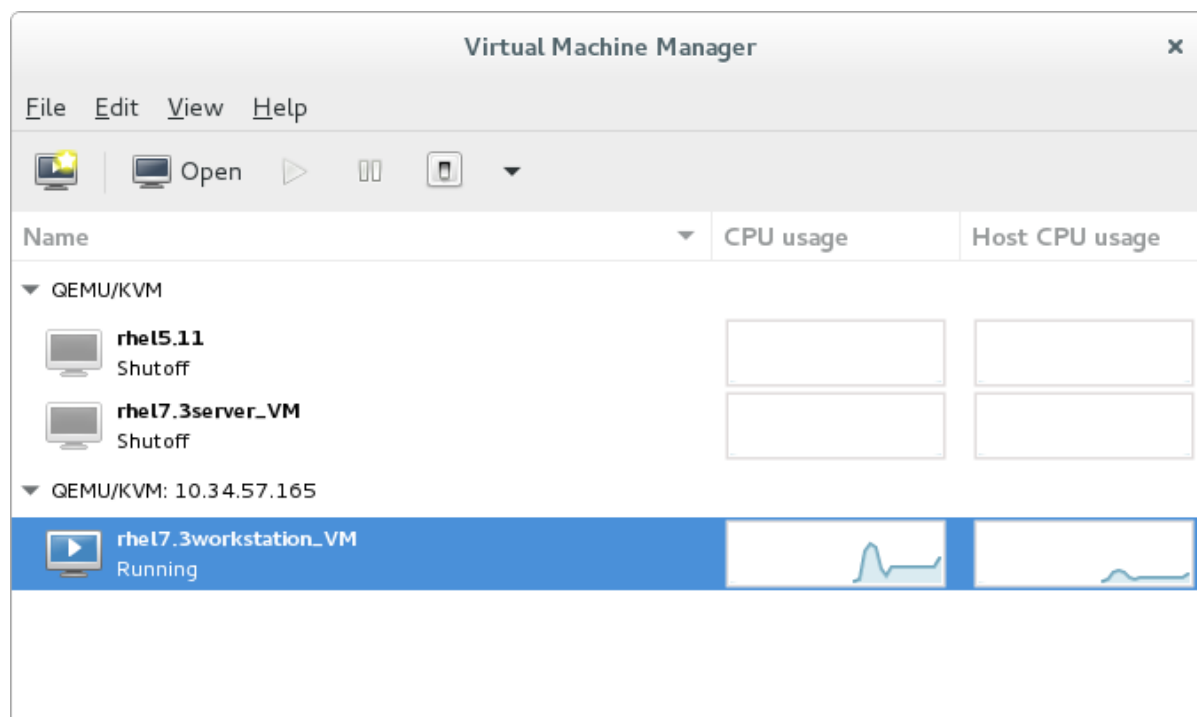 Virtual Machine Manager
File Edit View Help
Open
Name CPU usage Host CPU usage
QEMU/KVM
rhel5.11
Shutoff
rhel7.3server_VM
Shutoff
QEMU/KVM: 10.34.57.165
rhel7.3workstation_VM
Running